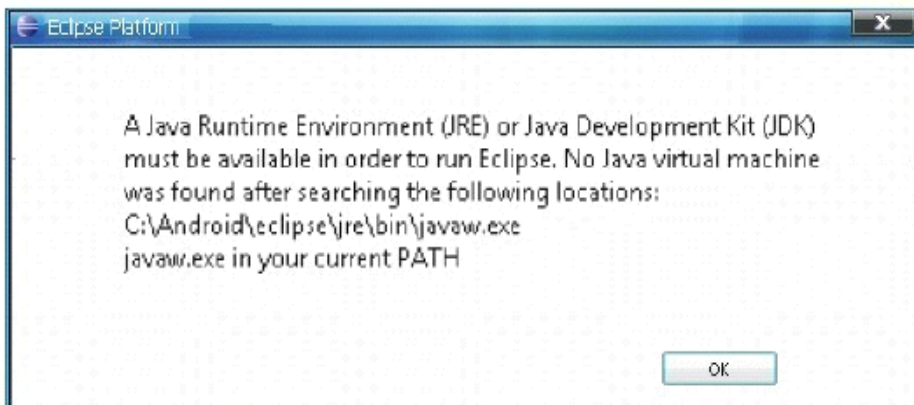 Eclipse Platform
X
A Java Runtime Environment (JRE) or Java Development Kit (JDK)
must be available in order to run Eclipse. No Java virtual machine
was found after searching the following locations:
C:\Android\eclipse\jre\bin\javaw.exe
javaw.exe in your current PATH
OK